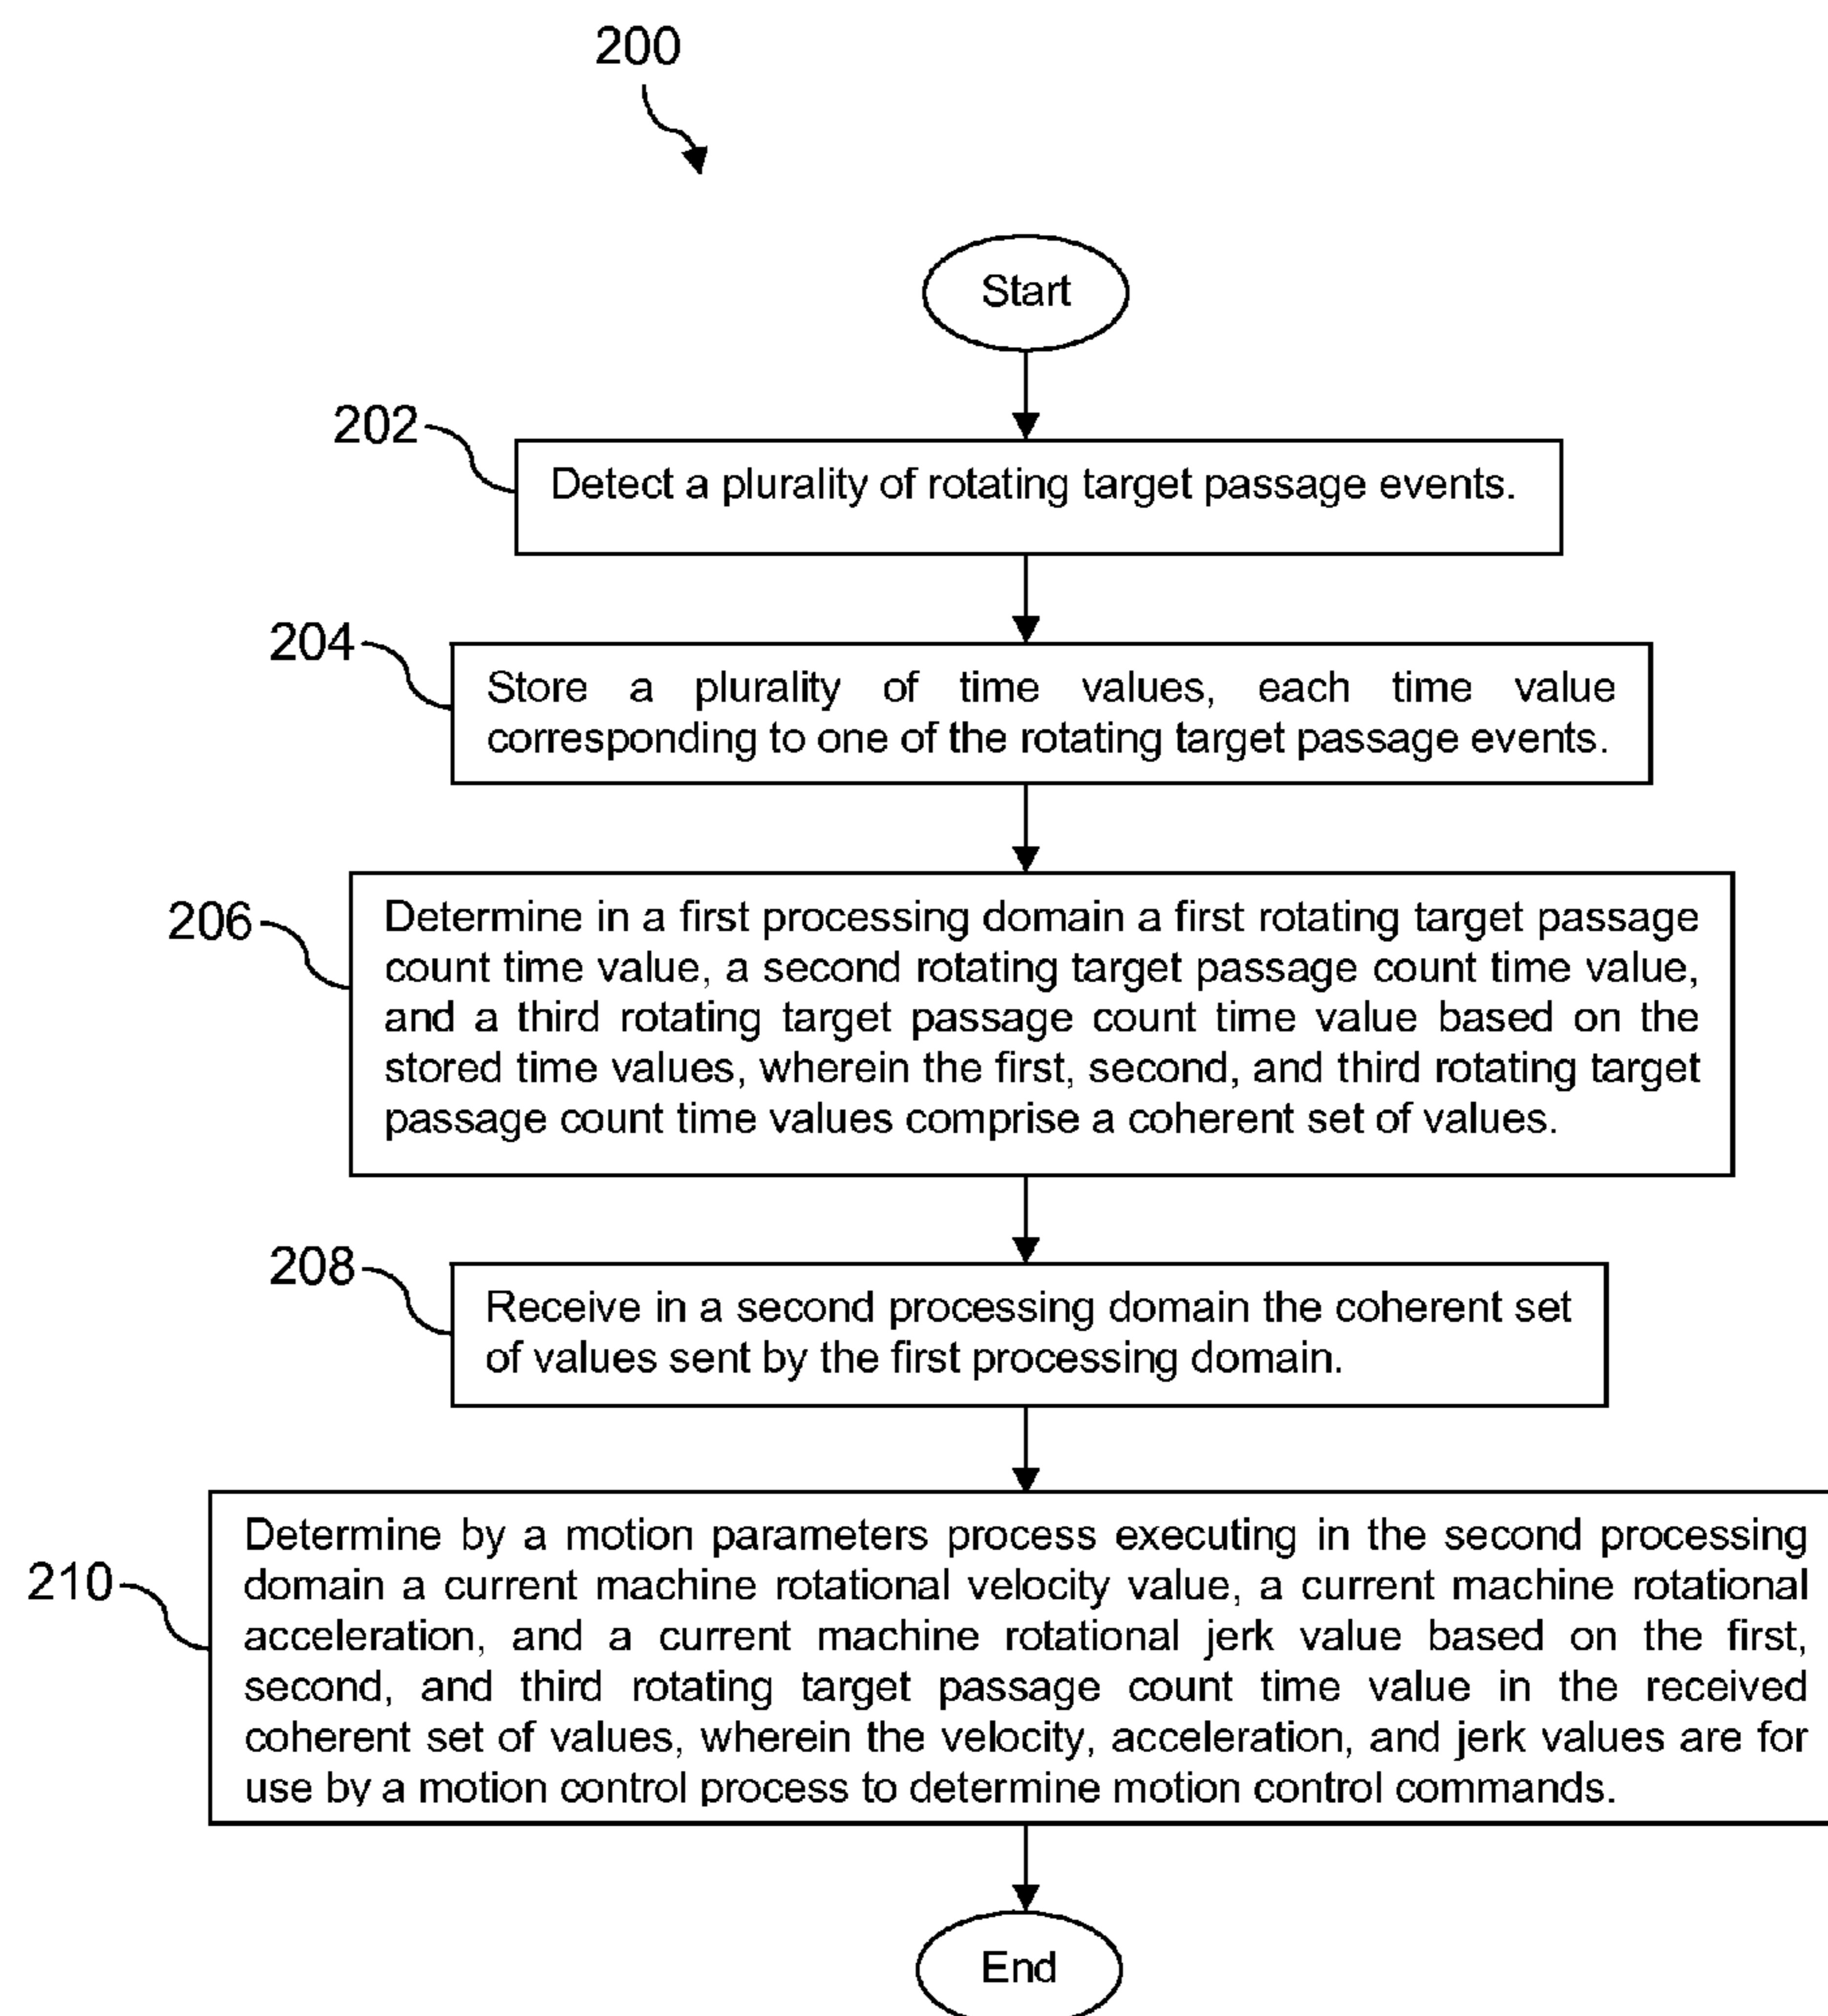 200
Start
202
Detect a plurality of rotating target passage events.
204
Store a plurality of time values, each time value
corresponding to one of the rotating target passage events.
206
Determine in a first processing domain a first rotating target passage
count time value, a second rotating target passage count time value,
and a third rotating target passage count time value based on the
stored time values, wherein the first, second, and third rotating target
passage count time values comprise a coherent set of values.
208
Receive in a second processing domain the coherent set
of values sent by the first processing domain.
210
Determine by a motion parameters process executing in the second processing
domain a current machine rotational velocity value, a current machine rotational
acceleration, and a current machine rotational jerk value based on the first,
second, and third rotating target passage count time value in the received
coherent set of values, wherein the velocity, acceleration, and jerk values are for
use by a motion control process to determine motion control commands.
End